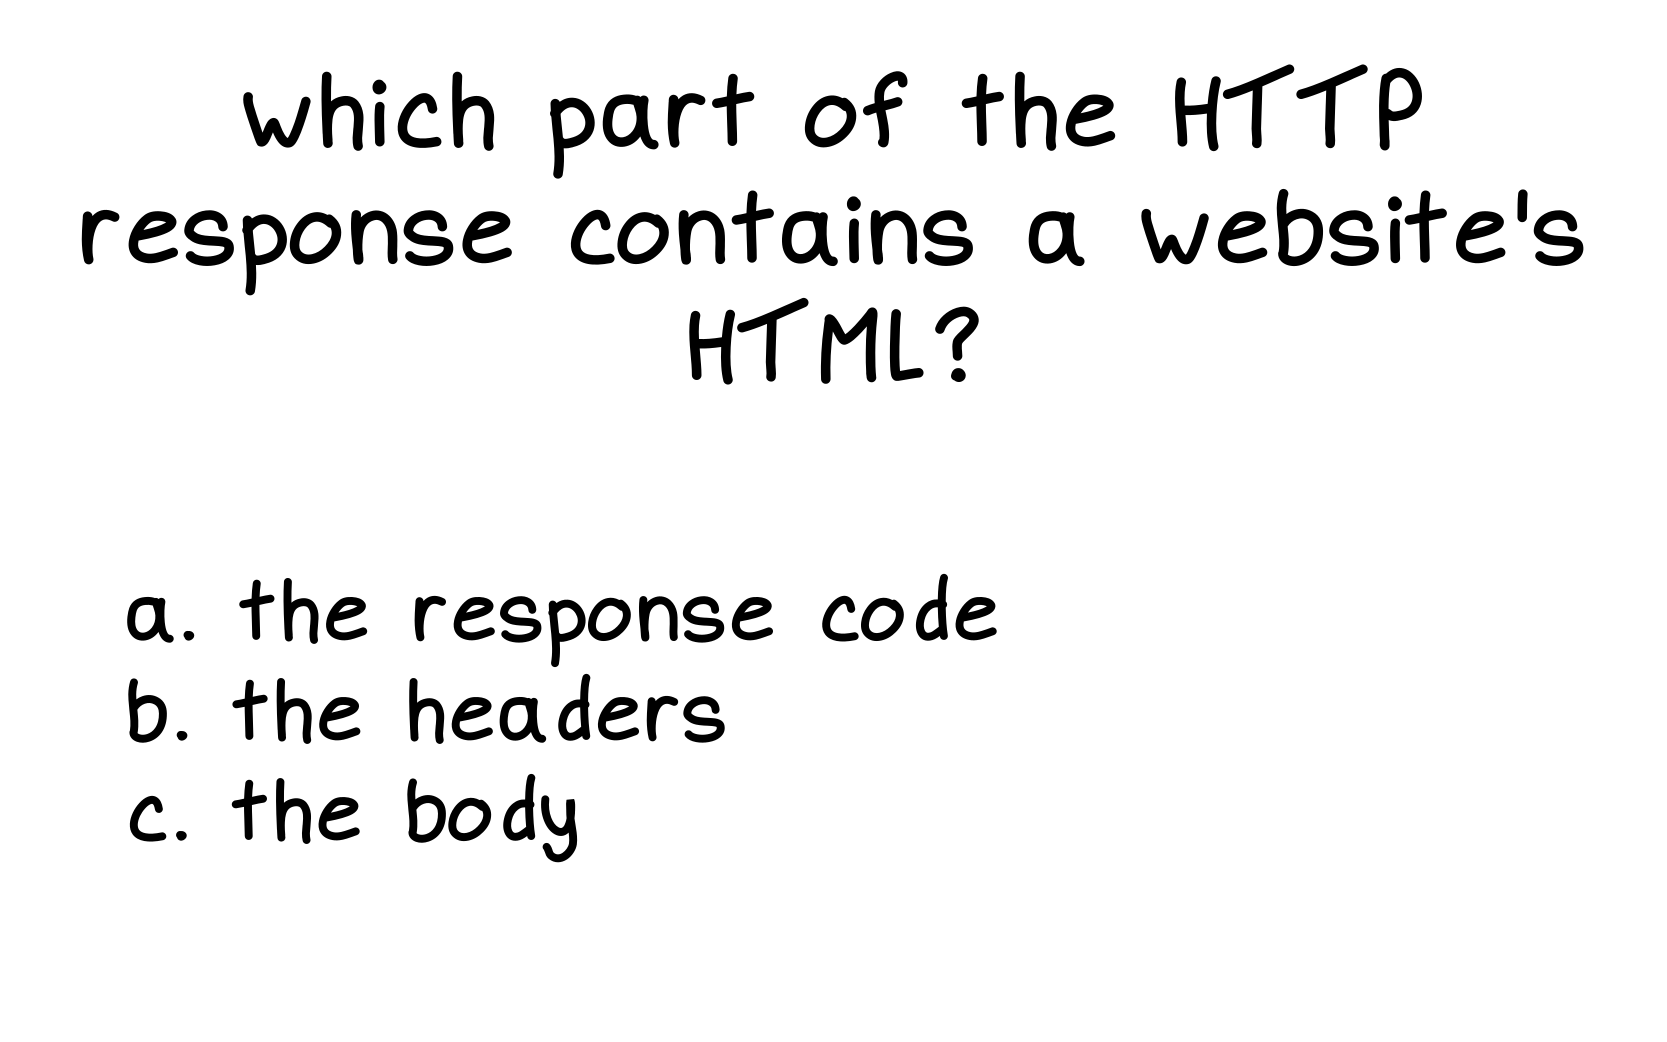 which part of the HTTP
response contains a website's
HTML?
a. the response code
b. the headers
c. the body